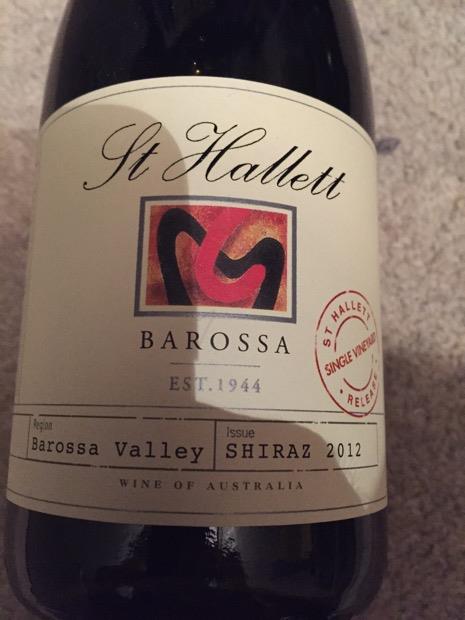 St Hallett
BAROSSA
EST.1944
ST HALLETT
SINGLE VINEYARD
• RELEASE •
Region
Barossa Valley
Issue
SHIRAZ 2012
WINE OF AUSTRALIA